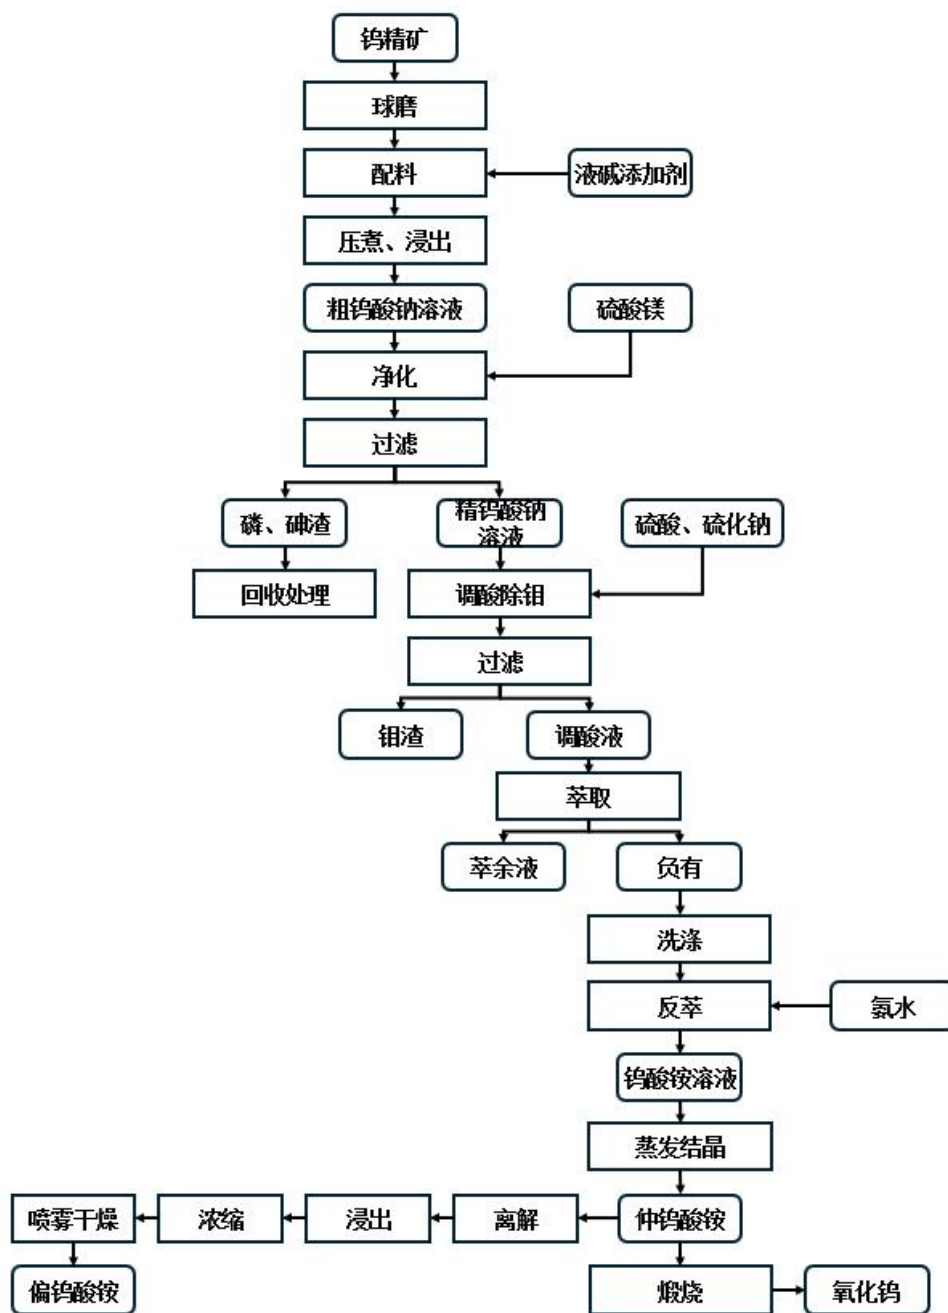 钨精矿
球磨
配料
液碱添加剂
压煮、浸出
粗钨酸钠溶液
硫酸镁
净化
过滤
磷、砷渣
精钨酸钠
溶液
硫酸、硫化钠
回收处理
调酸除钼
过滤
钼渣
调酸液
萃取
萃余液
负有
洗涤
反萃
氨水
钨酸铵溶液
蒸发结晶
喷雾干燥
浓缩
浸出
离解
仲钨酸铵
偏钨酸铵
煅烧
氧化钨